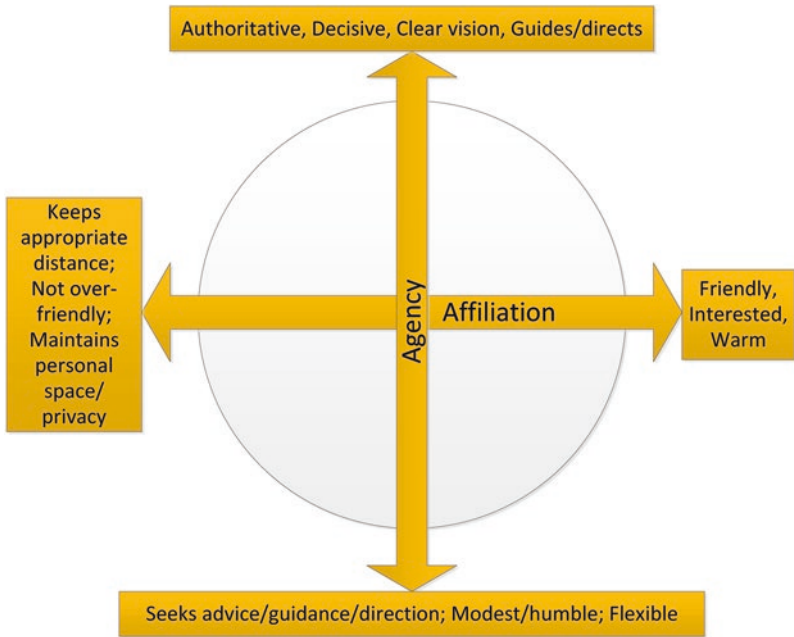 Authoritative, Decisive, Clear vision, Guides/directs
Keeps
appropriate
distance;
Not over-
friendly;
Maintains
personal
space/
privacy
Agency
Affiliation
Friendly,
Interested,
Warm
Seeks advice/guidance/direction; Modest/humble; Flexible